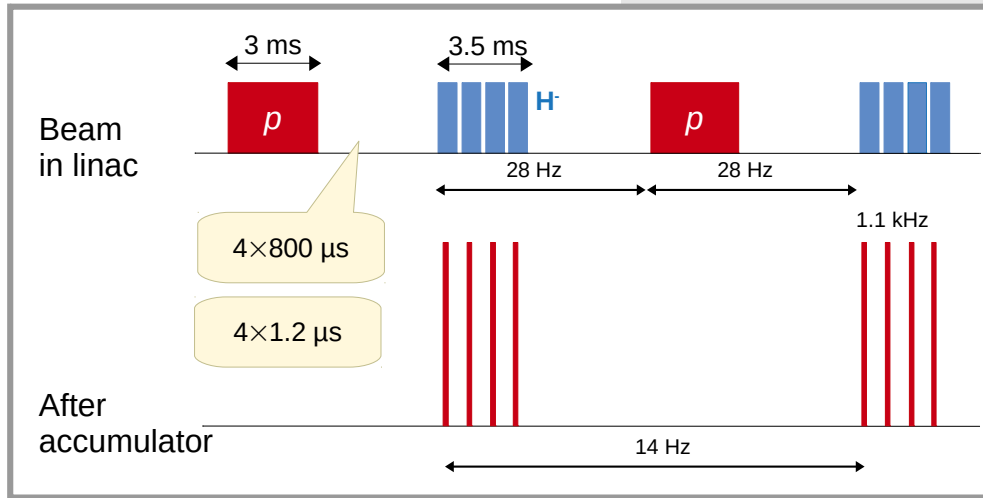 3 ms
3.5 ms
p
H-
p
Beam
in linac
28 Hz
28 Hz
4×800 µs
1.1 kHz
4×1.2 µs
After
accumulator
14 Hz